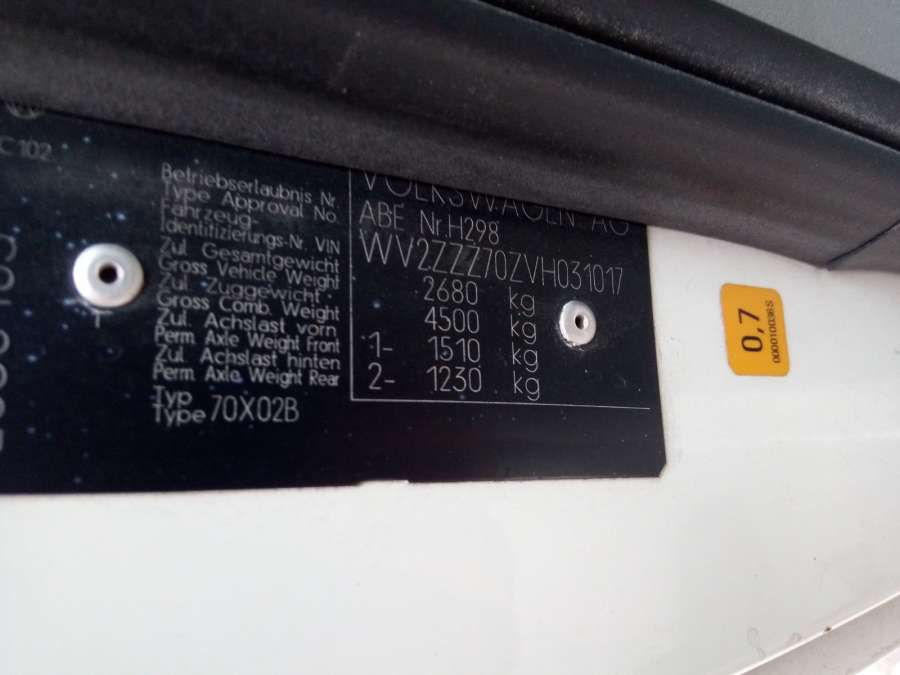 C 102
Betriebserlaubnis Nr.
Type Approval No.
Fahrzeug-
Identifizierungs-Nr. VIN
Zul. Gesamtgewicht
Gross Vehicle Weight
Zul. Zuggewicht
Gross Comb. Weight
Zul. Achslast vorn
Perm. Axle Weight Front
Zul. Achslast hinten
Perm. Axle Weight Rear
Typ
Type 70X02B
VOLKSWAGEN AG
ABE Nr.H298
WV2ZZZ70ZVH031017
2680 kg
4500 kg
1- 1510 kg
2- 1230 kg
0,7
000010036S